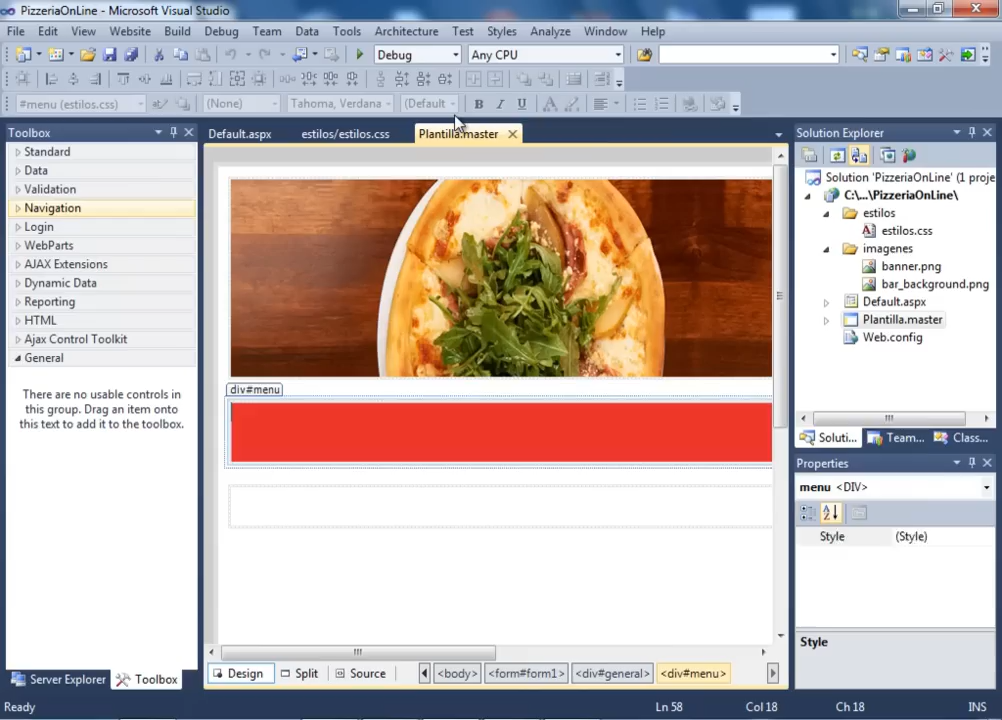 PizzeriaOnLine - Microsoft Visual Studio
File Edit View Website Build Debug Team Data Tools Architecture Test Styles Analyze Window Help
Debug Any CPU
#menu (estilos.css) (None) Tahoma, Verdana (Default B I U A
Toolbox
Standard
Data
Validation
Navigation
Login
WebParts
AJAX Extensions
Dynamic Data
Reporting
HTML
Ajax Control Toolkit
General
There are no usable controls in
this group. Drag an item onto
this text to add it to the toolbox.
Server Explorer Toolbox
Default.aspx estilos/estilos.css Plantilla.master
div#menu
Design Split Source <body> <form#form1> <div#general> <div#menu>
Solution Explorer
Solution 'PizzeriaOnLine' (1 proje
C:\...\PizzeriaOnLine\
estilos
estilos.css
imagenes
banner.png
bar_background.png
Default.aspx
Plantilla.master
Web.config
Soluti... Team... Class...
Properties
menu <DIV>
Style (Style)
Style
Ready Ln 58 Col 18 Ch 18 INS